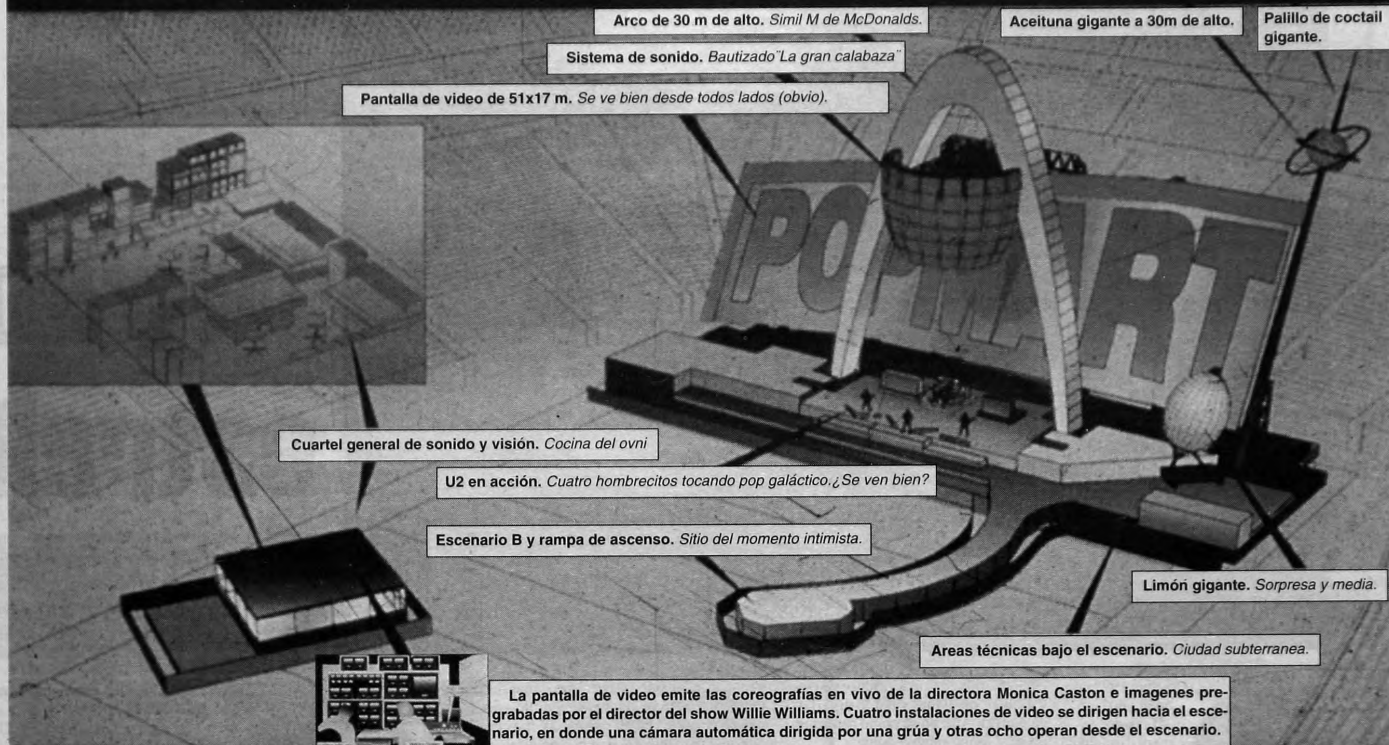 Arco de 30 m de alto. Simil M de McDonalds.
Aceituna gigante a 30m de alto.
Palillo de coctail
gigante.
Sistema de sonido. Bautizado¨La gran calabaza¨
Pantalla de video de 51x17 m. Se ve bien desde todos lados (obvio).
POPMART
Cuartel general de sonido y visión. Cocina del ovni
U2 en acción. Cuatro hombrecitos tocando pop galáctico.¿Se ven bien?
Escenario B y rampa de ascenso. Sitio del momento intimista.
Limón gigante. Sorpresa y media.
Areas técnicas bajo el escenario. Ciudad subterranea.
La pantalla de video emite las coreografías en vivo de la directora Monica Caston e imagenes pre-
grabadas por el director del show Willie Williams. Cuatro instalaciones de video se dirigen hacia el esce-
nario, en donde una cámara automática dirigida por una grúa y otras ocho operan desde el escenario.